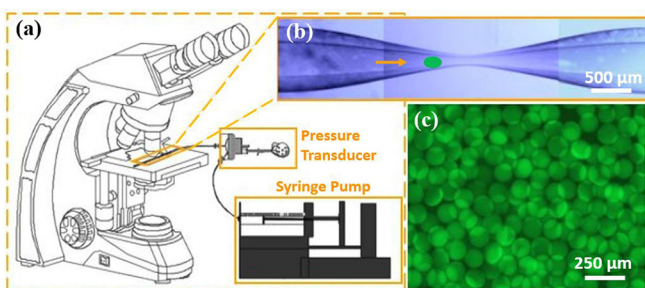 (a)
(b)
500 µm
Pressure
Transducer
Syringe Pump
(c)
250 µm